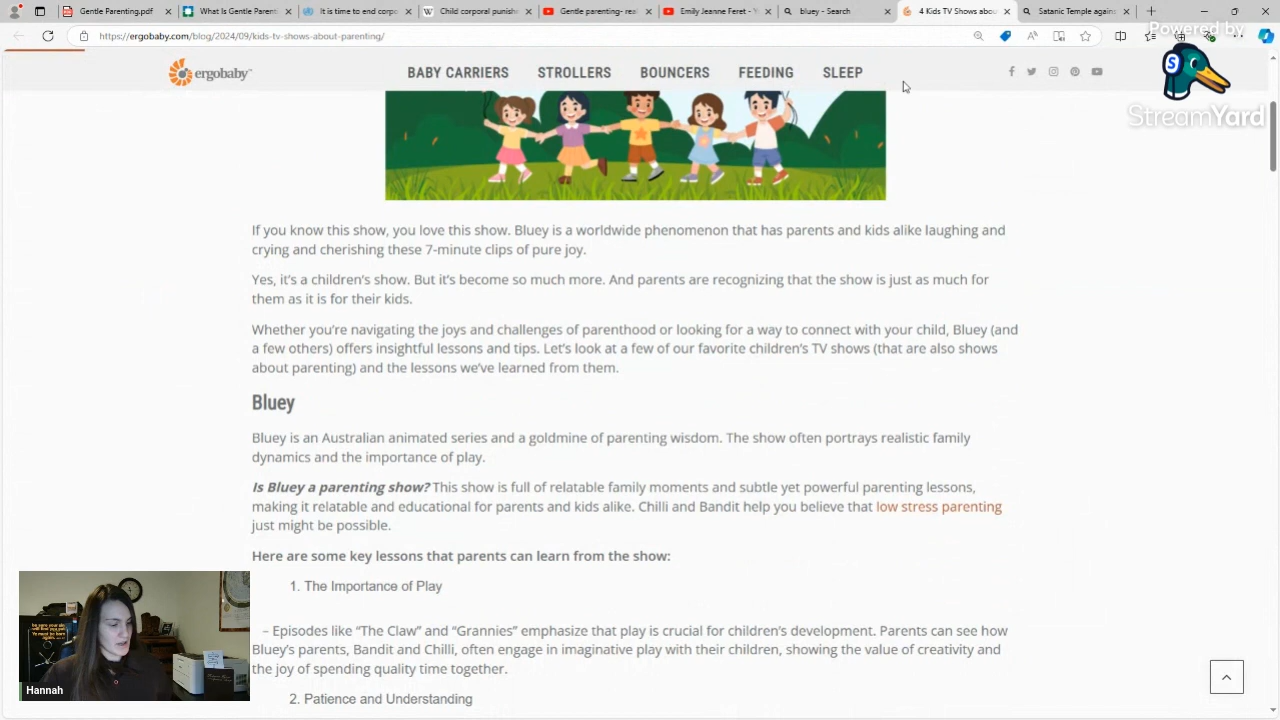 Gentle Parenting.pdf
What Is Gentle Parent
It is time to end corpo
Child corporal punish
Gentle parenting- rea
Emily Jeanne Feret - Y
bluey - Search
4 Kids TV Shows abou
Satanic Temple agains
https://ergobaby.com/blog/2024/09/kids-tv-shows-about-parenting/
Powered by
StreamYard
ergobaby
BABY CARRIERS STROLLERS BOUNCERS FEEDING SLEEP
If you know this show, you love this show. Bluey is a worldwide phenomenon that has parents and kids alike laughing and
crying and cherishing these 7-minute clips of pure joy.
Yes, it's a children's show. But it's become so much more. And parents are recognizing that the show is just as much for
them as it is for their kids.
Whether you're navigating the joys and challenges of parenthood or looking for a way to connect with your child, Bluey (and
a few others) offers insightful lessons and tips. Let's look at a few of our favorite children's TV shows (that are also shows
about parenting) and the lessons we've learned from them.
Bluey
Bluey is an Australian animated series and a goldmine of parenting wisdom. The show often portrays realistic family
dynamics and the importance of play.
Is Bluey a parenting show? This show is full of relatable family moments and subtle yet powerful parenting lessons,
making it relatable and educational for parents and kids alike. Chilli and Bandit help you believe that low stress parenting
just might be possible.
Here are some key lessons that parents can learn from the show:
1. The Importance of Play
– Episodes like "The Claw" and "Grannies" emphasize that play is crucial for children's development. Parents can see how
Bluey's parents, Bandit and Chilli, often engage in imaginative play with their children, showing the value of creativity and
the joy of spending quality time together.
2. Patience and Understanding
Hannah